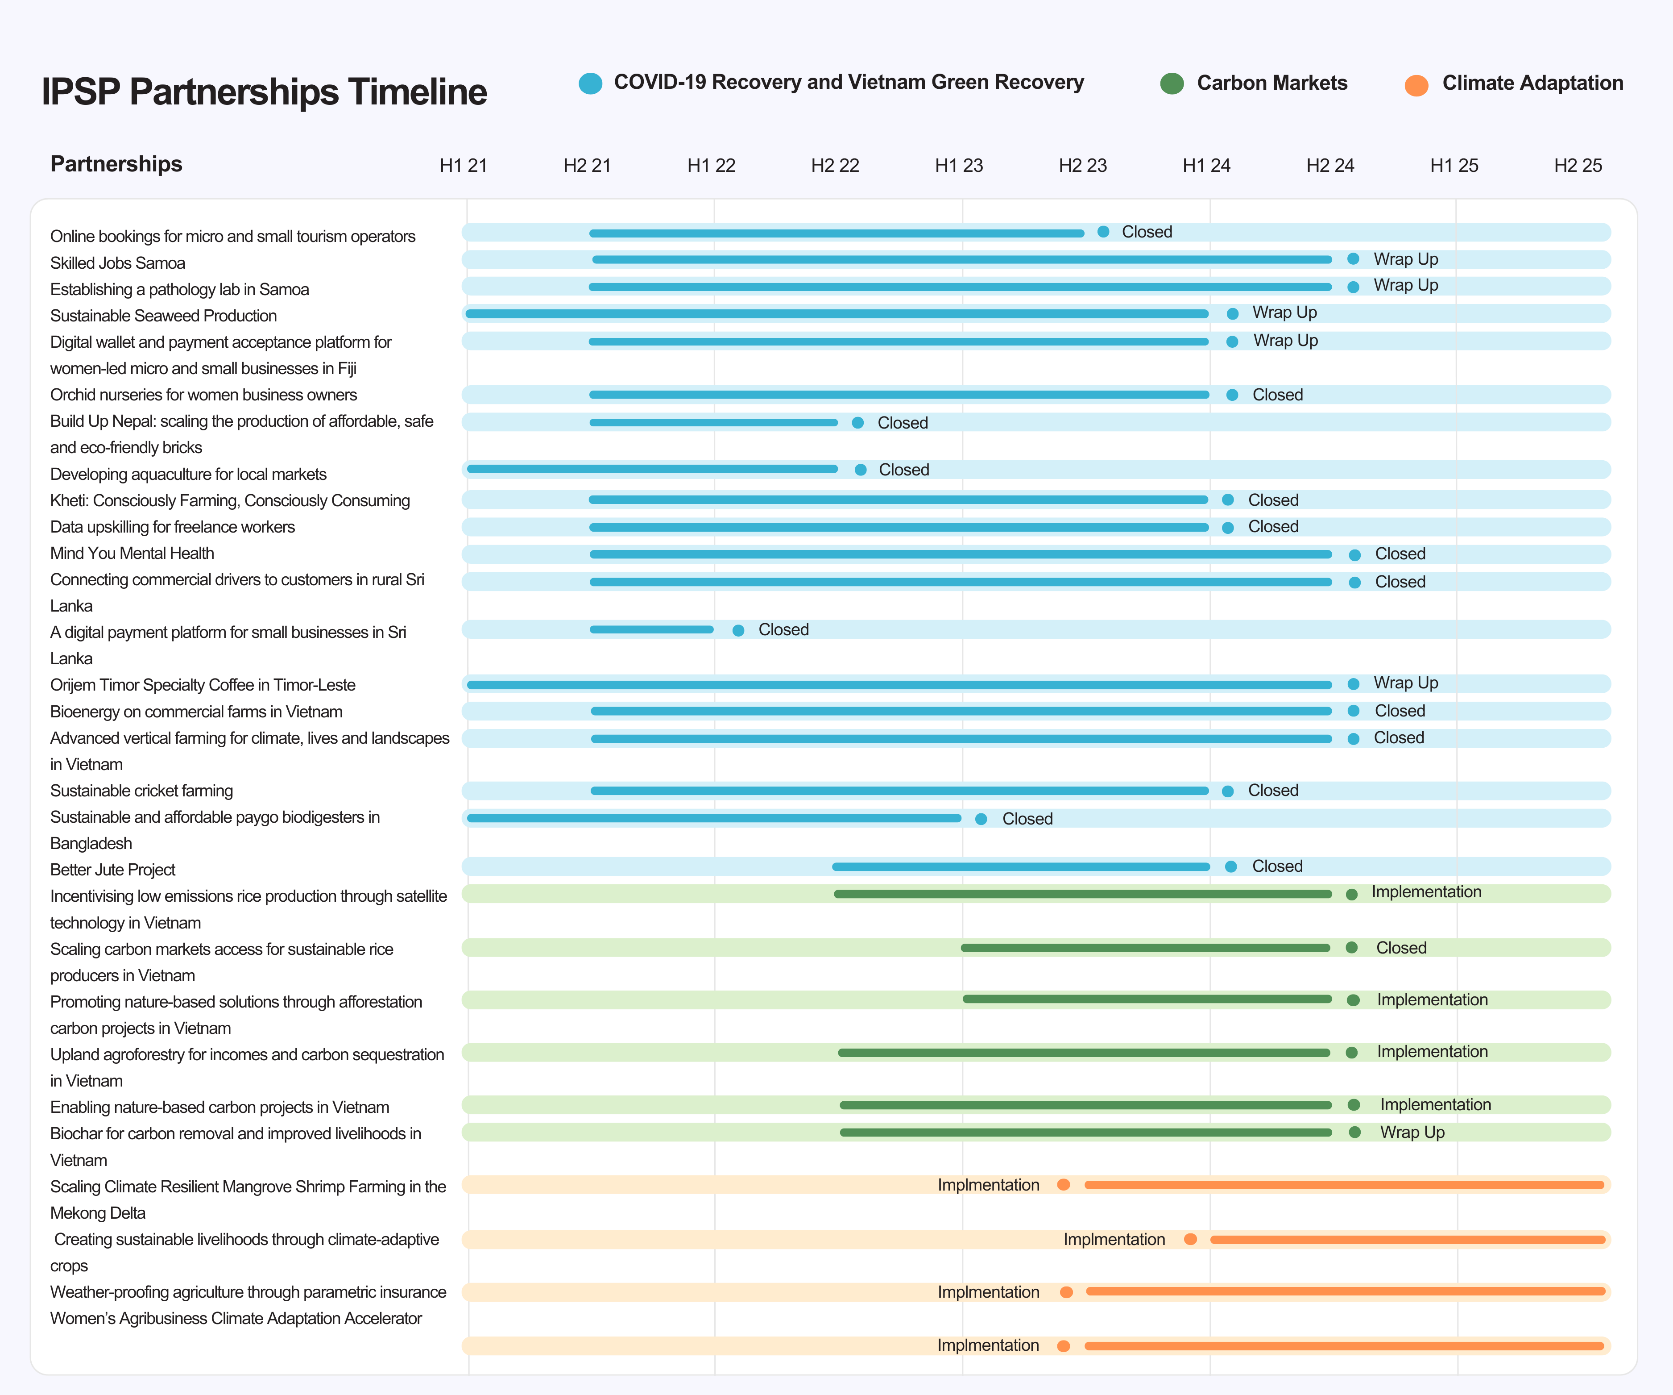 IPSP Partnerships Timeline
COVID-19 Recovery and Vietnam Green Recovery
Carbon Markets
Climate Adaptation
Partnerships
H1 21
H2 21
H1 22
H2 22
H1 23
H2 23
H1 24
H2 24
H1 25
H2 25
Online bookings for micro and small tourism operators
Closed
Skilled Jobs Samoa
Wrap Up
Establishing a pathology lab in Samoa
Wrap Up
Sustainable Seaweed Production
Wrap Up
Digital wallet and payment acceptance platform for
women-led micro and small businesses in Fiji
Wrap Up
Orchid nurseries for women business owners
Closed
Build Up Nepal: scaling the production of affordable, safe
and eco-friendly bricks
Closed
Developing aquaculture for local markets
Closed
Kheti: Consciously Farming, Consciously Consuming
Closed
Data upskilling for freelance workers
Closed
Mind You Mental Health
Closed
Connecting commercial drivers to customers in rural Sri
Lanka
Closed
A digital payment platform for small businesses in Sri
Lanka
Closed
Orijem Timor Specialty Coffee in Timor-Leste
Wrap Up
Bioenergy on commercial farms in Vietnam
Closed
Advanced vertical farming for climate, lives and landscapes
in Vietnam
Closed
Sustainable cricket farming
Closed
Sustainable and affordable paygo biodigesters in
Bangladesh
Closed
Better Jute Project
Closed
Incentivising low emissions rice production through satellite
technology in Vietnam
Implementation
Scaling carbon markets access for sustainable rice
producers in Vietnam
Closed
Promoting nature-based solutions through afforestation
carbon projects in Vietnam
Implementation
Upland agroforestry for incomes and carbon sequestration
in Vietnam
Implementation
Enabling nature-based carbon projects in Vietnam
Implementation
Biochar for carbon removal and improved livelihoods in
Vietnam
Wrap Up
Scaling Climate Resilient Mangrove Shrimp Farming in the
Mekong Delta
Implmentation
Creating sustainable livelihoods through climate-adaptive
crops
Implmentation
Weather-proofing agriculture through parametric insurance
Implmentation
Women's Agribusiness Climate Adaptation Accelerator
Implmentation